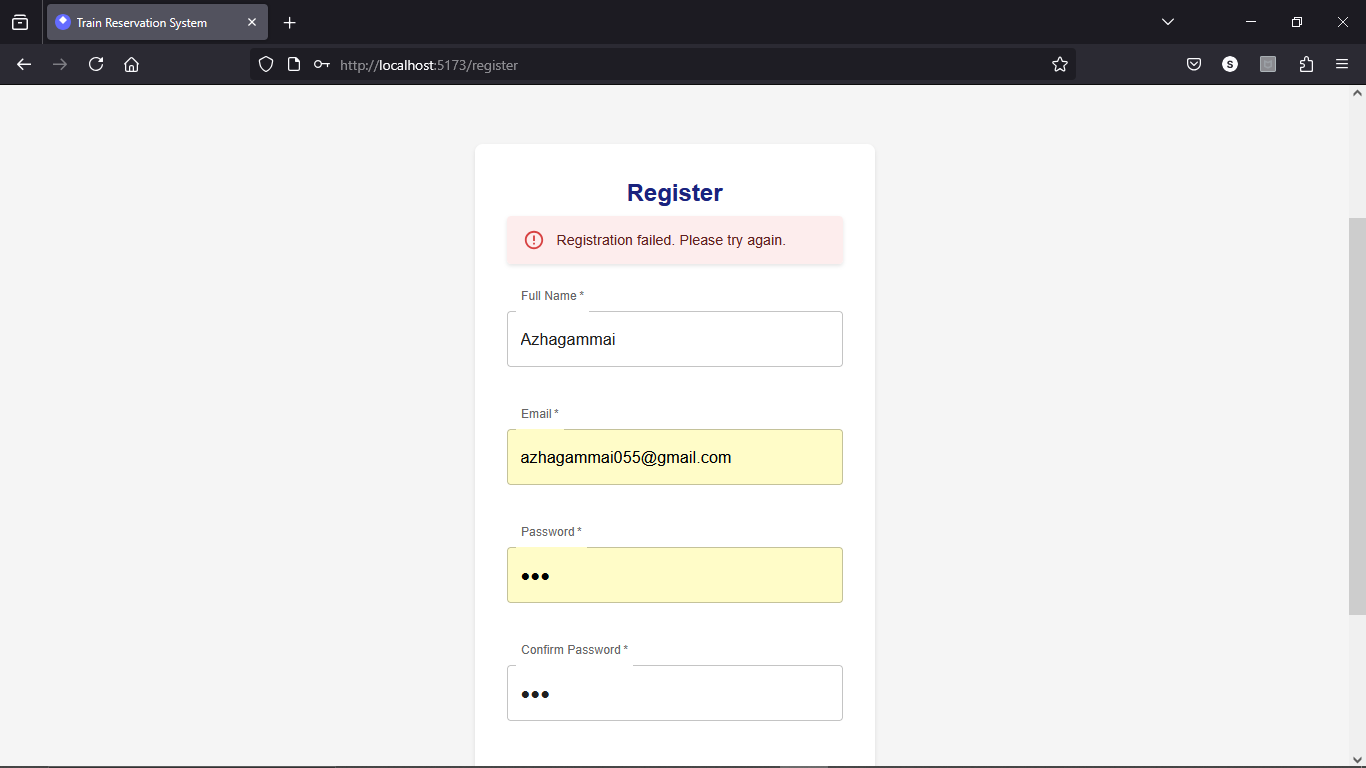 Train Reservation System
http://localhost:5173/register
S
Register
Registration failed. Please try again.
Full Name *
Azhagammai
Email *
azhagammai055@gmail.com
Password *
•••
Confirm Password *
•••